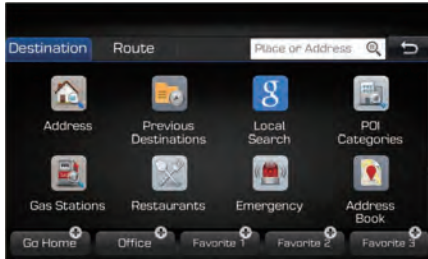 Destination Route Place or Address
Address Previous Destinations Local Search POI Categories
Gas Stations Restaurants Emergency Address Book
Go Home Office Favorite 1 Favorite 2 Favorite 3